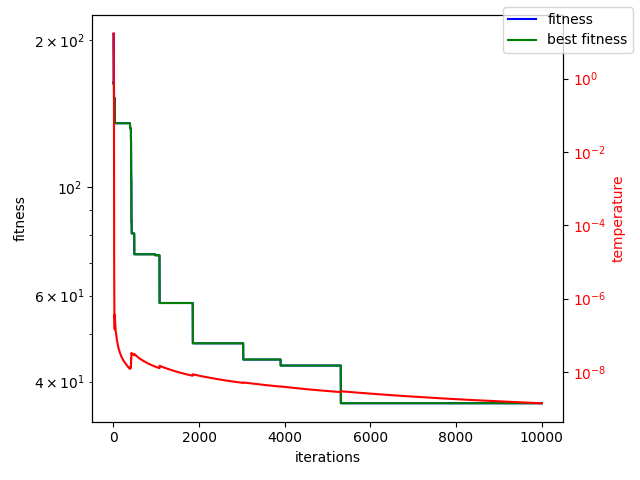 fitness
best fitness
2 × 10²
10²
6 × 10¹
4 × 10¹
fitness
10⁰
10⁻²
10⁻⁴
10⁻⁶
10⁻⁸
temperature
0 2000 4000 6000 8000 10000
iterations